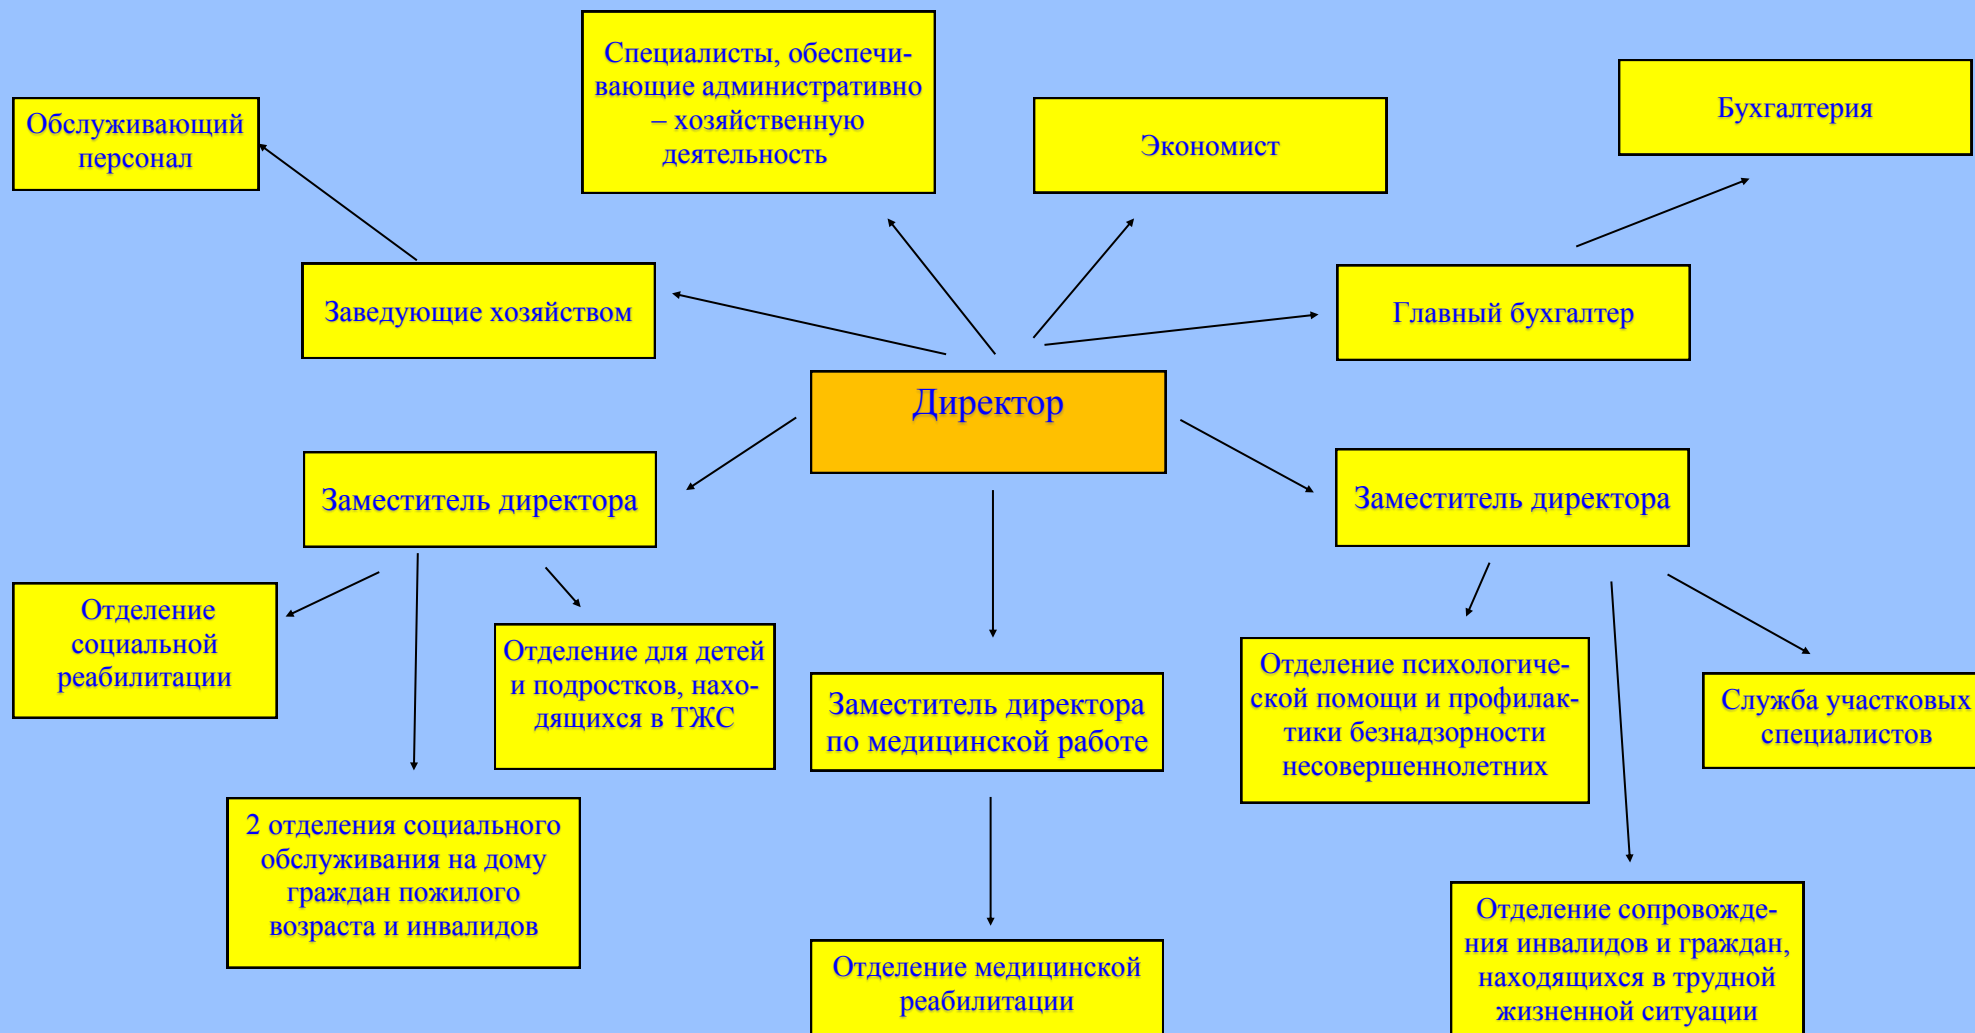 Специалисты, обеспечи-
вающие административно
– хозяйственную
деятельность
Обслуживающий
персонал
Экономист
Бухгалтерия
Заведующие хозяйством
Главный бухгалтер
Директор
Заместитель директора
Заместитель директора
Отделение
социальной
реабилитации
Отделение для детей
и подростков, нахо-
дящихся в ТЖС
Заместитель директора
по медицинской работе
Отделение психологиче-
ской помощи и профилак-
тики безнадзорности
несовершеннолетних
Служба участковых
специалистов
2 отделения социального
обслуживания на дому
граждан пожилого
возраста и инвалидов
Отделение медицинской
реабилитации
Отделение сопровожде-
ния инвалидов и граждан,
находящихся в трудной
жизненной ситуации